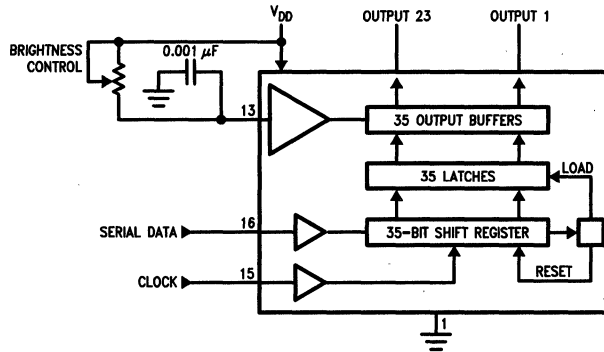 V_DD
OUTPUT 23
OUTPUT 1
BRIGHTNESS
CONTROL
0.001 μF
13
35 OUTPUT BUFFERS
35 LATCHES
LOAD
SERIAL DATA
16
35-BIT SHIFT REGISTER
CLOCK
15
RESET
1